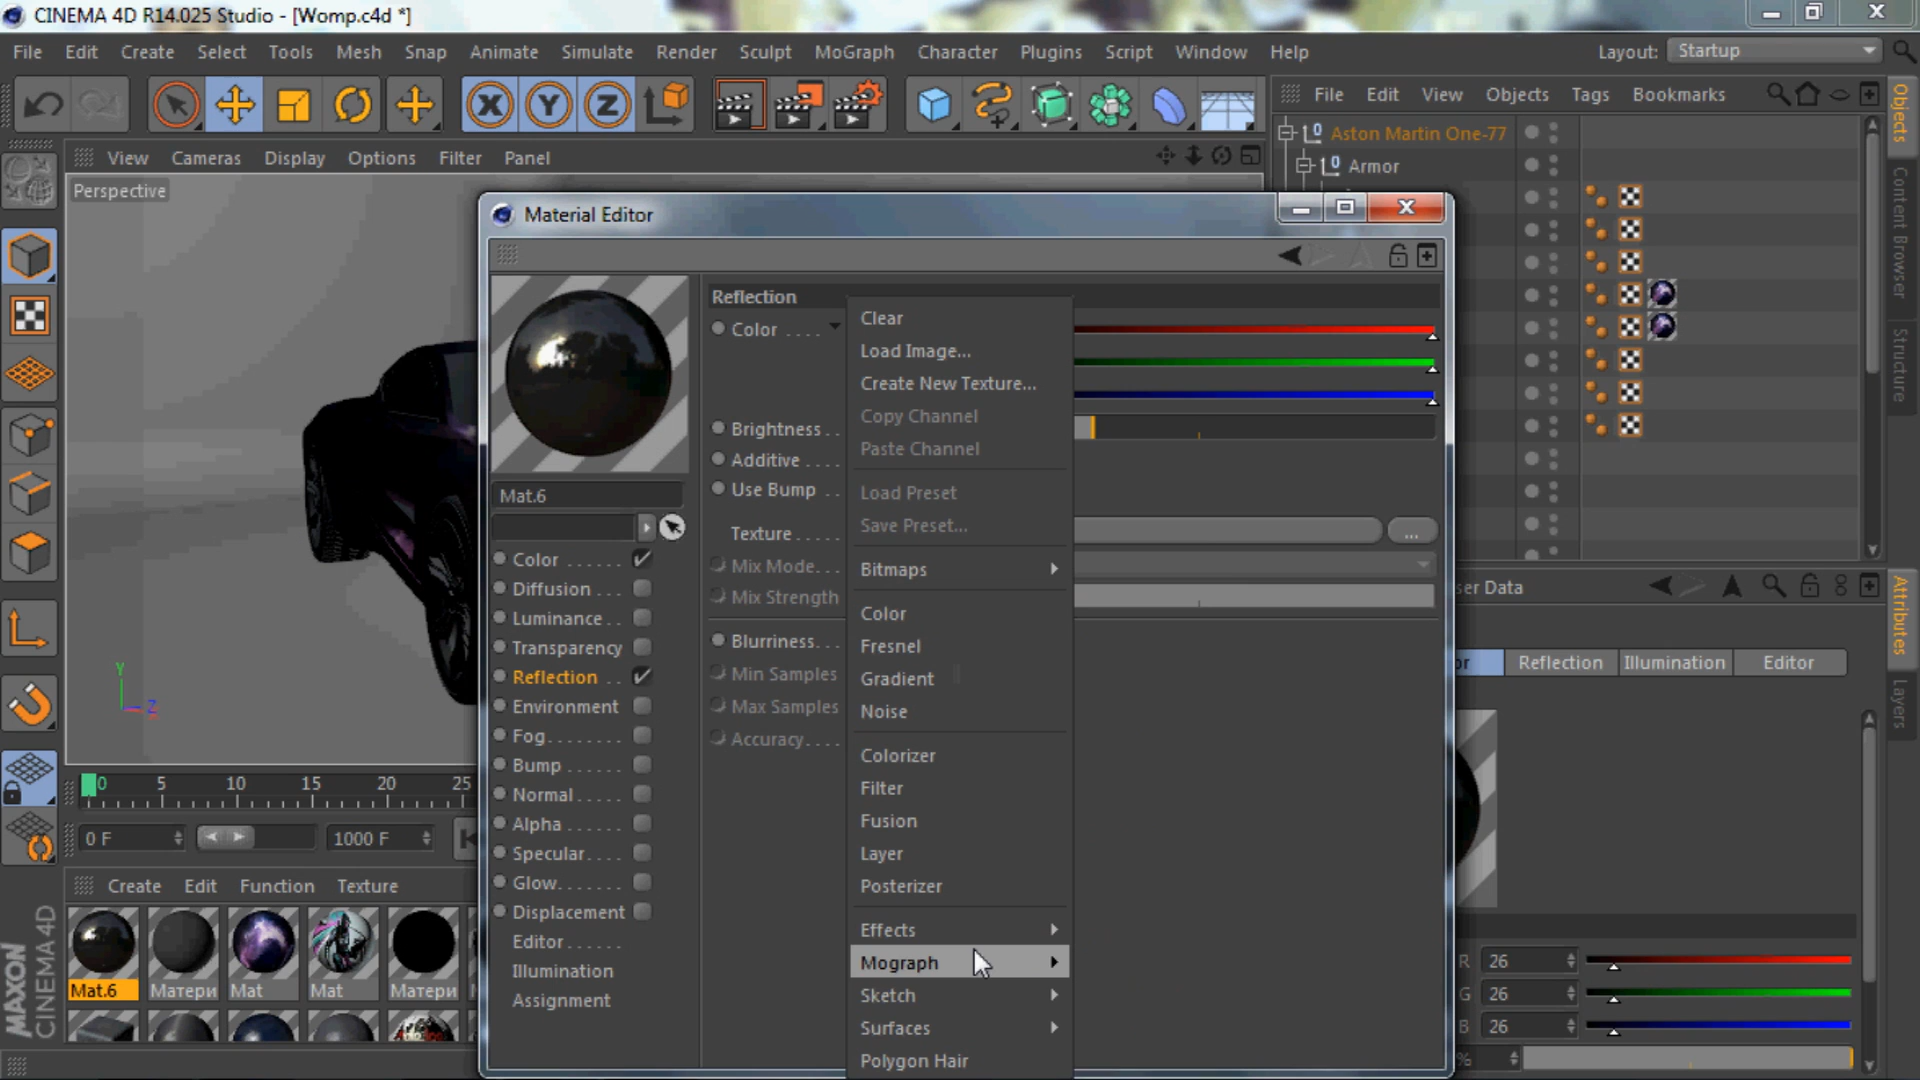 CINEMA 4D R14.025 Studio - [Womp.c4d *]
File Edit Create Select Tools Mesh Snap Animate Simulate Render Sculpt MoGraph Character Plugins Script Window Help
Layout: Startup
File Edit View Objects Tags Bookmarks
Objects
Content Browser
Structure
Aston Martin One-77
Armor
View Cameras Display Options Filter Panel
Perspective
Y
Z
Material Editor
Reflection
Color . . . .
Brightness . .
Additive . . . .
Use Bump . .
Texture . . . . .
...
Mix Mode. . .
Mix Strength
Blurriness. . .
Min Samples
Max Samples
Accuracy. . . .
Clear
Load Image...
Create New Texture...
Copy Channel
Paste Channel
Load Preset
Save Preset...
Bitmaps
Color
Fresnel
Gradient
Noise
Colorizer
Filter
Fusion
Layer
Posterizer
Effects
Mograph
Sketch
Surfaces
Polygon Hair
Mat.6
Color . . . . . .
Diffusion . . .
Luminance . .
Transparency
Reflection . .
Environment
Fog. . . . . . . .
Bump . . . . . .
Normal . . . . .
Alpha . . . . . .
Specular. . . .
Glow. . . . . . .
Displacement
Editor . . . . . .
Illumination
Assignment
0 5 10 15 20 25
0 F
1000 F
Create Edit Function Texture
Mat.6 Матери Mat Mat Матери
MAXON
CINEMA 4D
ser Data
Attributes
Layers
or Reflection Illumination Editor
R 26
G 26
B 26
%